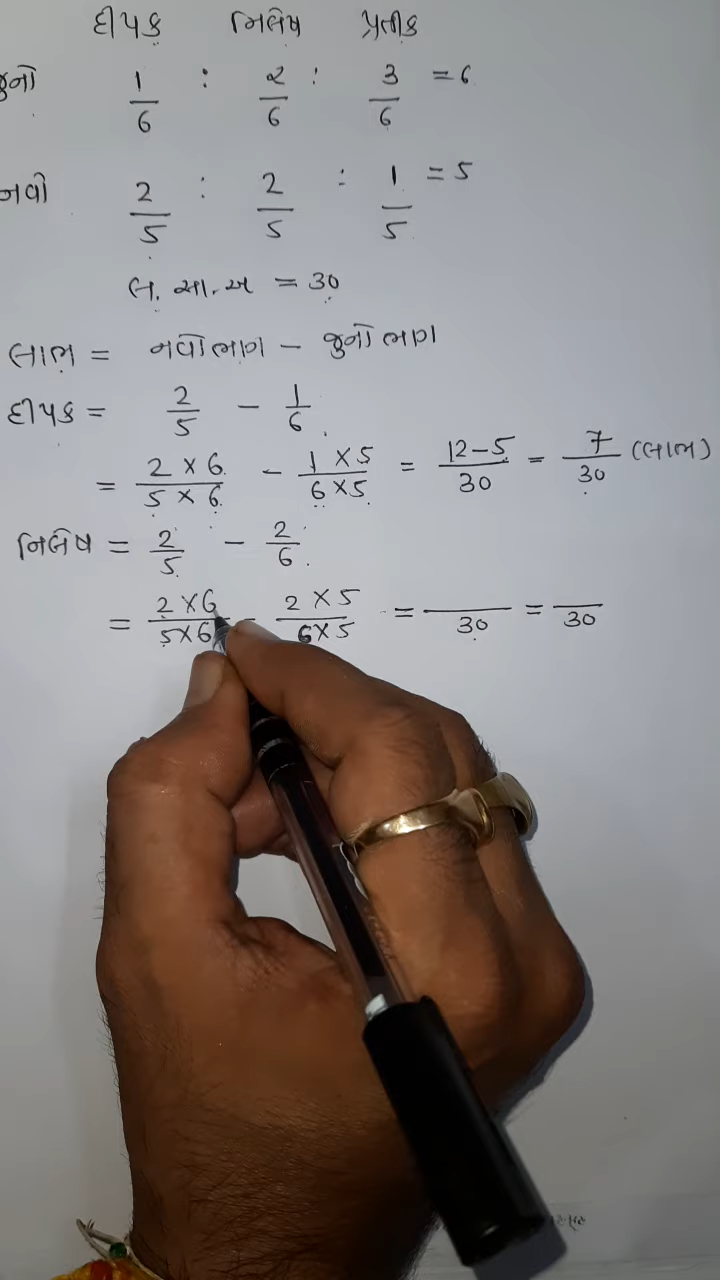 દીપક નિલેષ પ્રતીક
જુનો 1/6 : 2/6 : 3/6 = 6
નવો 2/5 : 2/5 : 1/5 = 5
લ. સા. અ = 30
લાભ = નવોભાગ - જુનોભાગ
દીપક = 2/5 - 1/6
= 2 × 6/5 × 6 - 1 × 5/6 × 5 = 12-5/30 = 7/30 (લાભ)
નિલેષ = 2/5 - 2/6
= 2×6/5×6 - 2×5/6×5 = /30 = /30